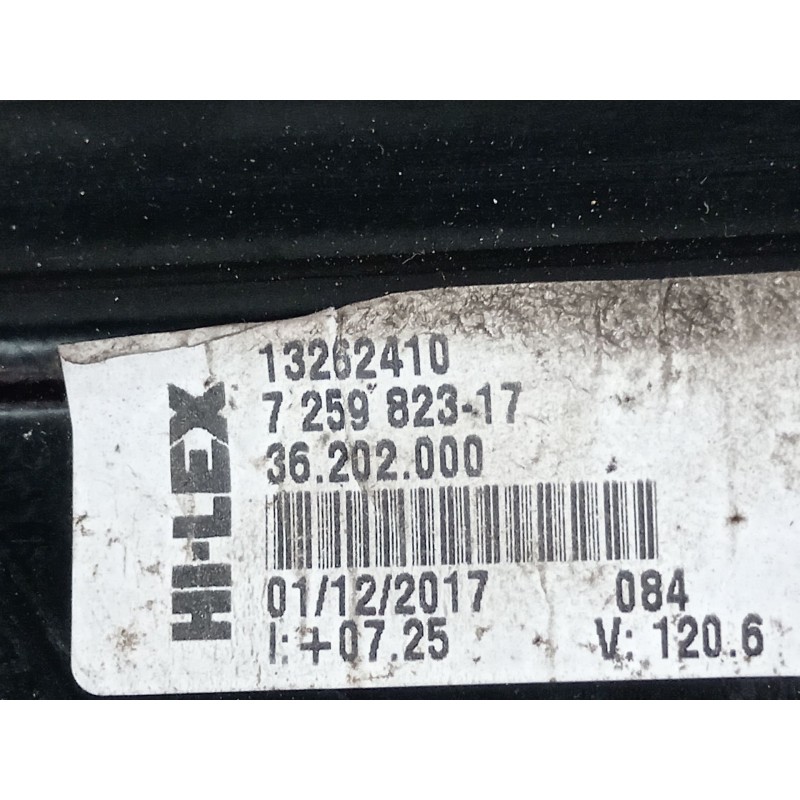 HI-LEX
13262410
7 259 823-17
36.202.000
01/12/2017 084
I: +07.25 V: 120.6